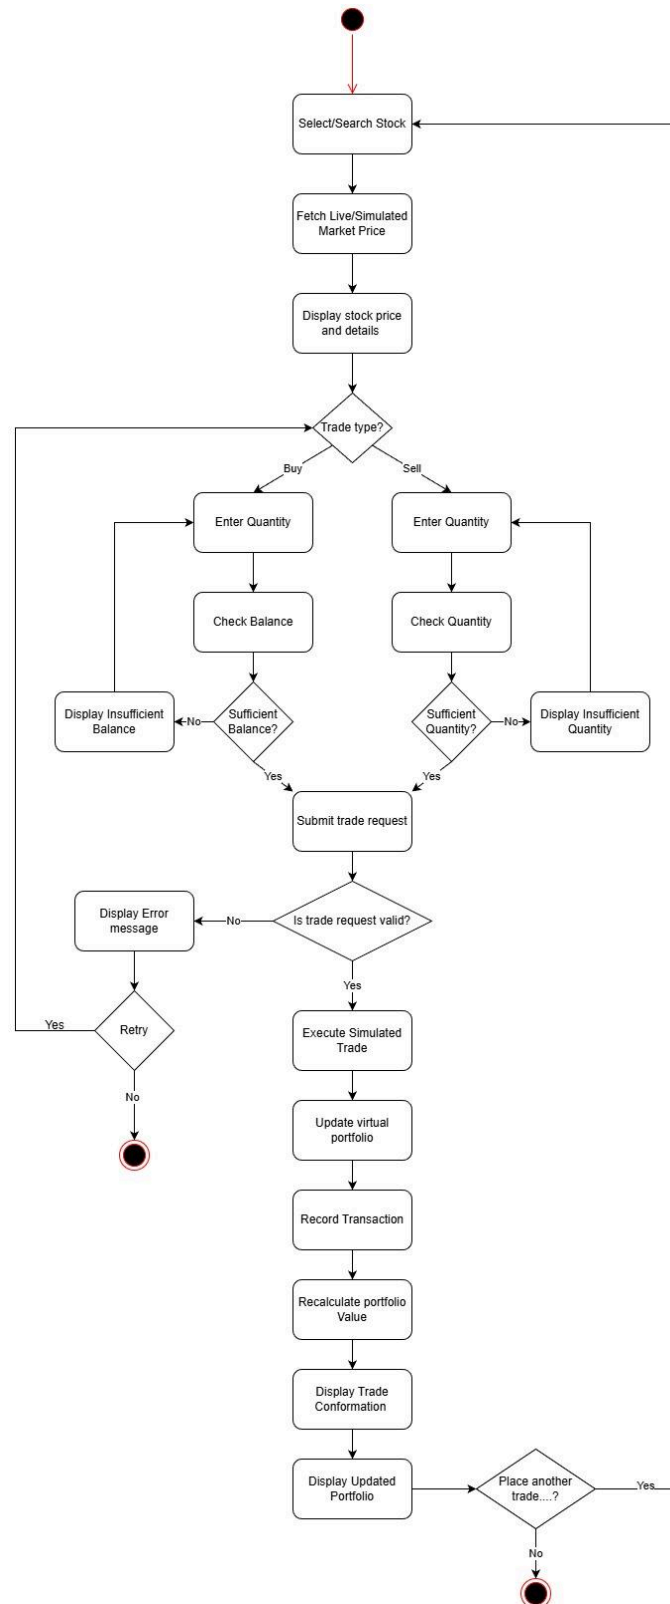 Select/Search Stock
Fetch Live/Simulated
Market Price
Display stock price
and details
Trade type?
Buy
Sell
Enter Quantity
Enter Quantity
Check Balance
Check Quantity
Display Insufficient
Balance
No
Sufficient
Balance?
Sufficient
Quantity?
No
Display Insufficient
Quantity
Yes
Yes
Submit trade request
Display Error
message
No
Is trade request valid?
Yes
Yes
Retry
Execute Simulated
Trade
No
Update virtual
portfolio
Record Transaction
Recalculate portfolio
Value
Display Trade
Conformation
Display Updated
Portfolio
Place another
trade....?
Yes
No